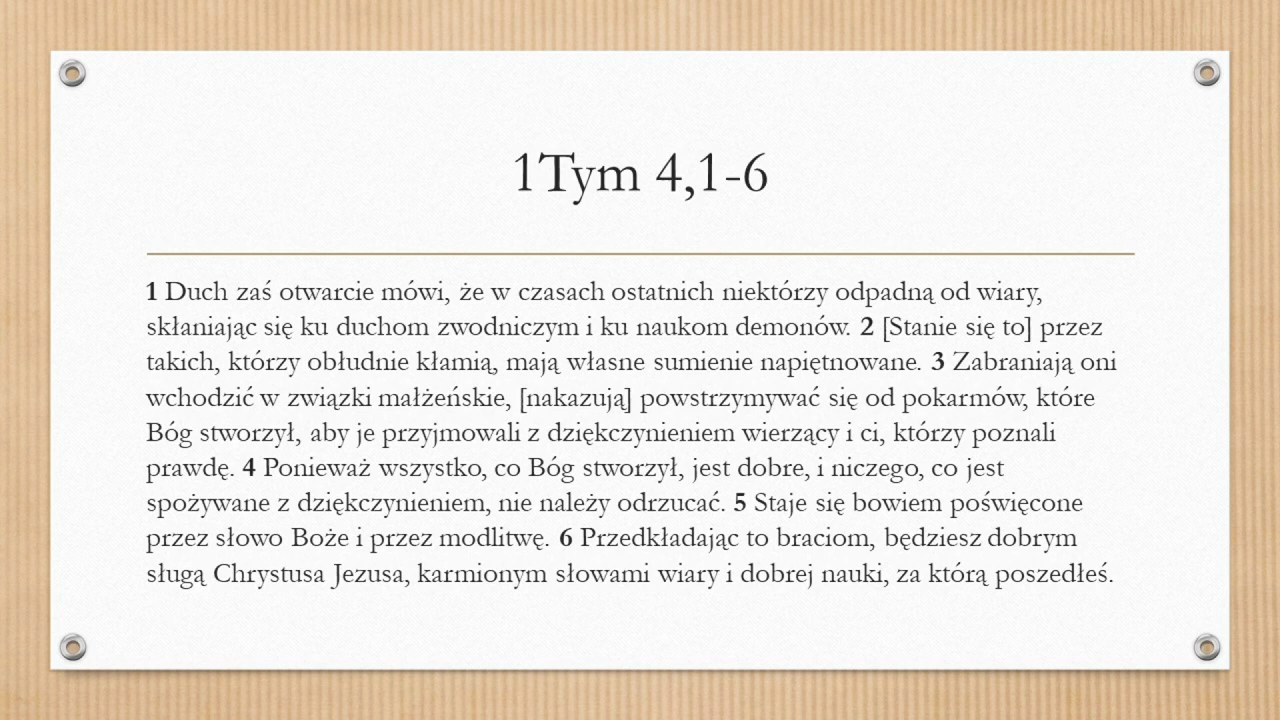 1Tym 4,1-6
1 Duch zaś otwarcie mówi, że w czasach ostatnich niektórzy odpadną od wiary,
skłaniając się ku duchom zwodniczym i ku naukom demonów. 2 [Stanie się to] przez
takich, którzy obłudnie kłamią, mają własne sumienie napiętnowane. 3 Zabraniają oni
wchodzić w związki małżeńskie, [nakazują] powstrzymywać się od pokarmów, które
Bóg stworzył, aby je przyjmowali z dziękczynieniem wierzący i ci, którzy poznali
prawdę. 4 Ponieważ wszystko, co Bóg stworzył, jest dobre, i niczego, co jest
spożywane z dziękczynieniem, nie należy odrzucać. 5 Staje się bowiem poświęcone
przez słowo Boże i przez modlitwę. 6 Przedkładając to braciom, będziesz dobrym
sługą Chrystusa Jezusa, karmionym słowami wiary i dobrej nauki, za którą poszedłeś.